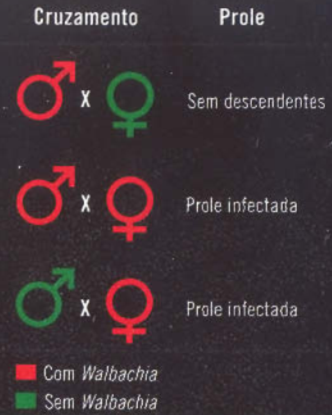 Cruzamento Prole
X Sem descendentes
X Prole infectada
X Prole infectada
Com Walbachia
Sem Walbachia